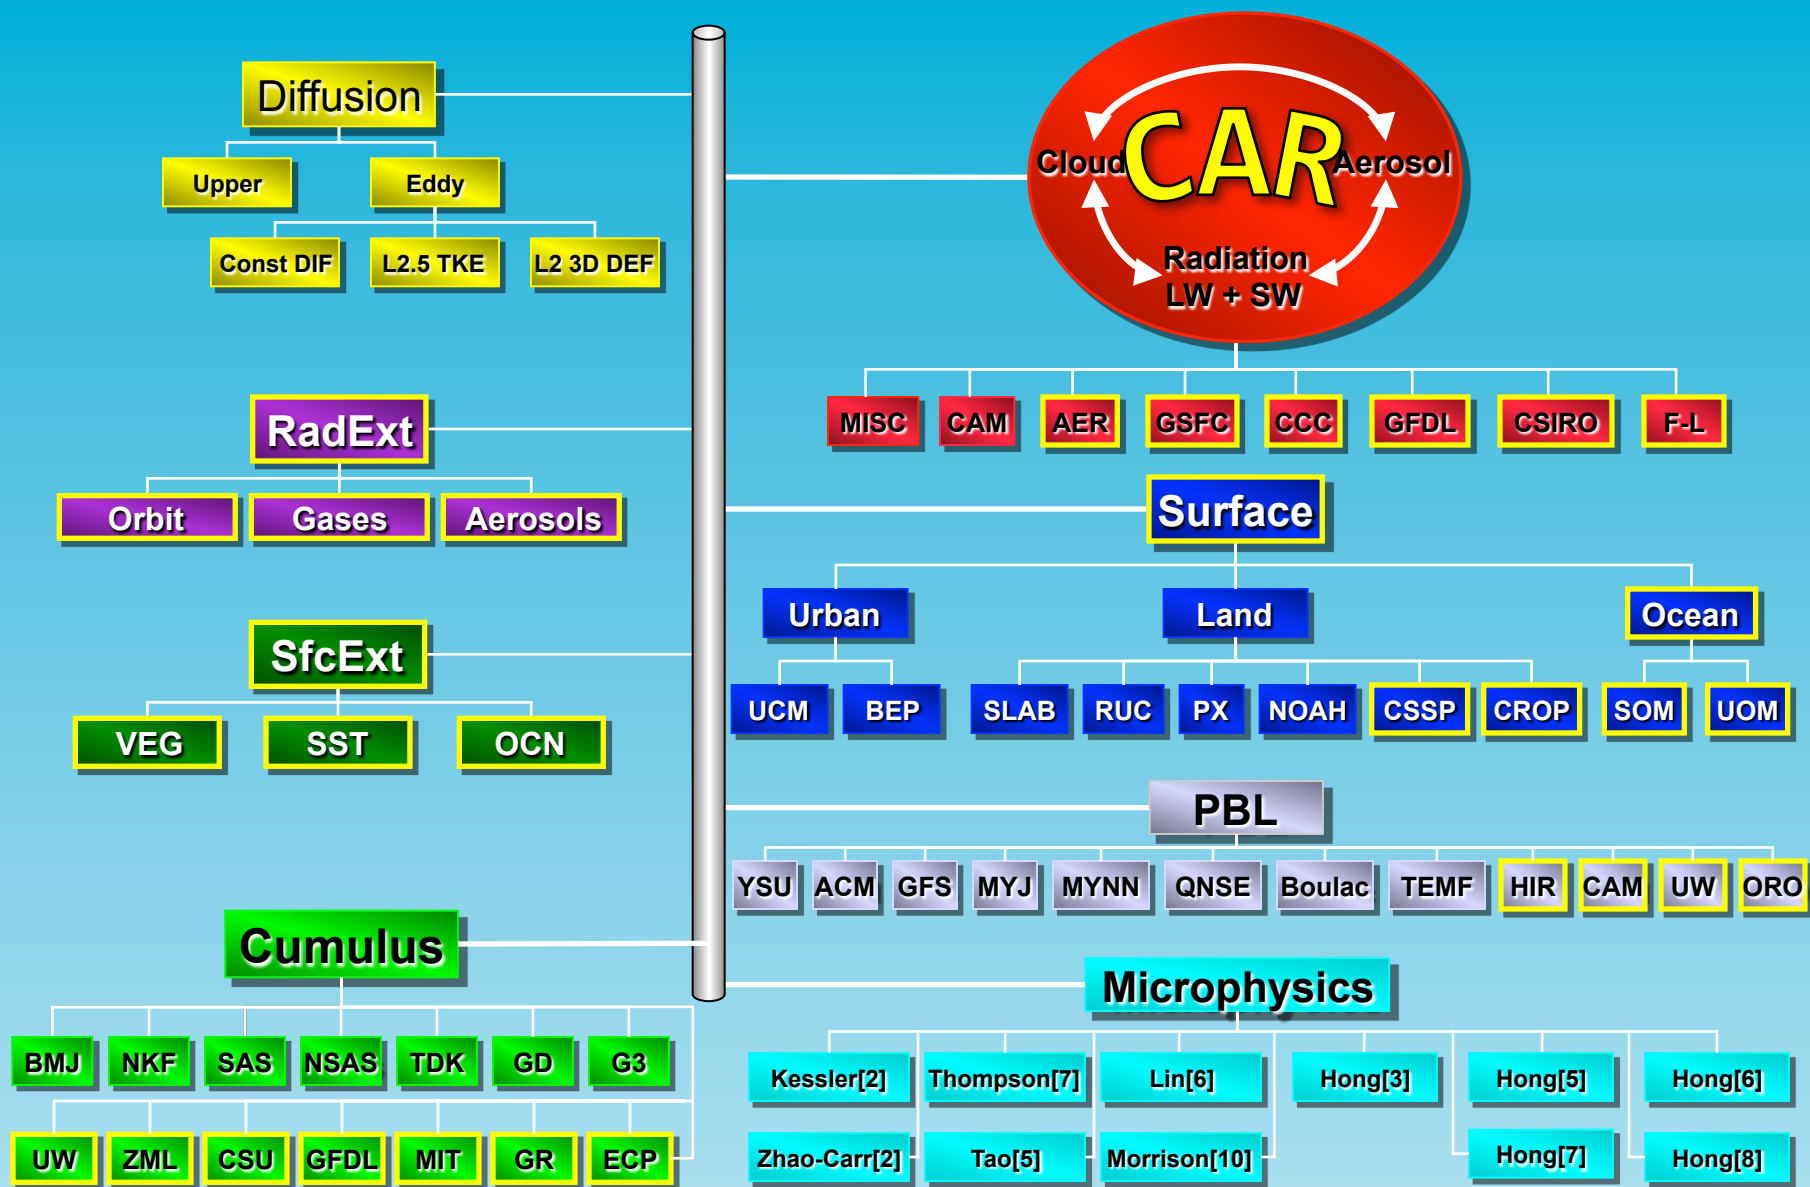 Diffusion
Upper
Eddy
Const DIF
L2.5 TKE
L2 3D DEF
RadExt
Orbit
Gases
Aerosols
SfcExt
VEG
SST
OCN
Cumulus
BMJ
NKF
SAS
NSAS
TDK
GD
G3
UW
ZML
CSU
GFDL
MIT
GR
ECP
CAR
Cloud
Aerosol
Radiation
LW + SW
MISC
CAM
AER
GSFC
CCC
GFDL
CSIRO
F-L
Surface
Urban
Land
Ocean
UCM
BEP
SLAB
RUC
PX
NOAH
CSSP
CROP
SOM
UOM
PBL
YSU
ACM
GFS
MYJ
MYNN
QNSE
Boulac
TEMF
HIR
CAM
UW
ORO
Microphysics
Kessler[2]
Thompson[7]
Lin[6]
Hong[3]
Hong[5]
Hong[6]
Zhao-Carr[2]
Tao[5]
Morrison[10]
Hong[7]
Hong[8]